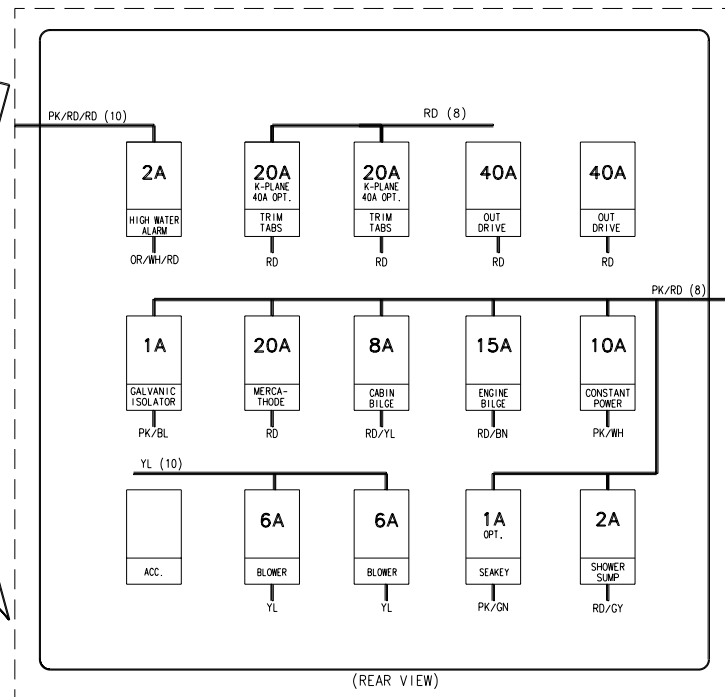 PK/RD/RD (10)
RD (8)
2A
20A
20A
40A
40A
K-PLANE
40A OPT.
K-PLANE
40A OPT.
HIGH WATER
ALARM
TRIM
TABS
TRIM
TABS
OUT
DRIVE
OUT
DRIVE
OR/WH/RD
RD
RD
RD
RD
PK/RD (8)
1A
20A
8A
15A
10A
GALVANIC
ISOLATOR
MERCA-
THODE
CABIN
BILGE
ENGINE
BILGE
CONSTANT
POWER
PK/BL
RD
RD/YL
RD/BN
PK/WH
YL (10)
6A
6A
1A
OPT.
2A
ACC.
BLOWER
BLOWER
SEAKEY
SHOWER
SUMP
YL
YL
PK/GN
RD/GY
(REAR VIEW)